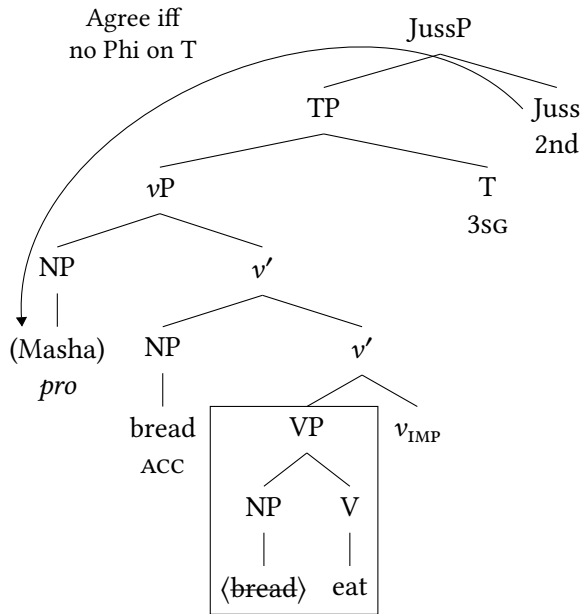 Agree iff
no Phi on T
JussP
TP
Juss
2nd
vP
T
3SG
NP
v′
(Masha)
pro
NP
v′
bread
ACC
VP
vIMP
NP
V
⟨bread⟩
eat